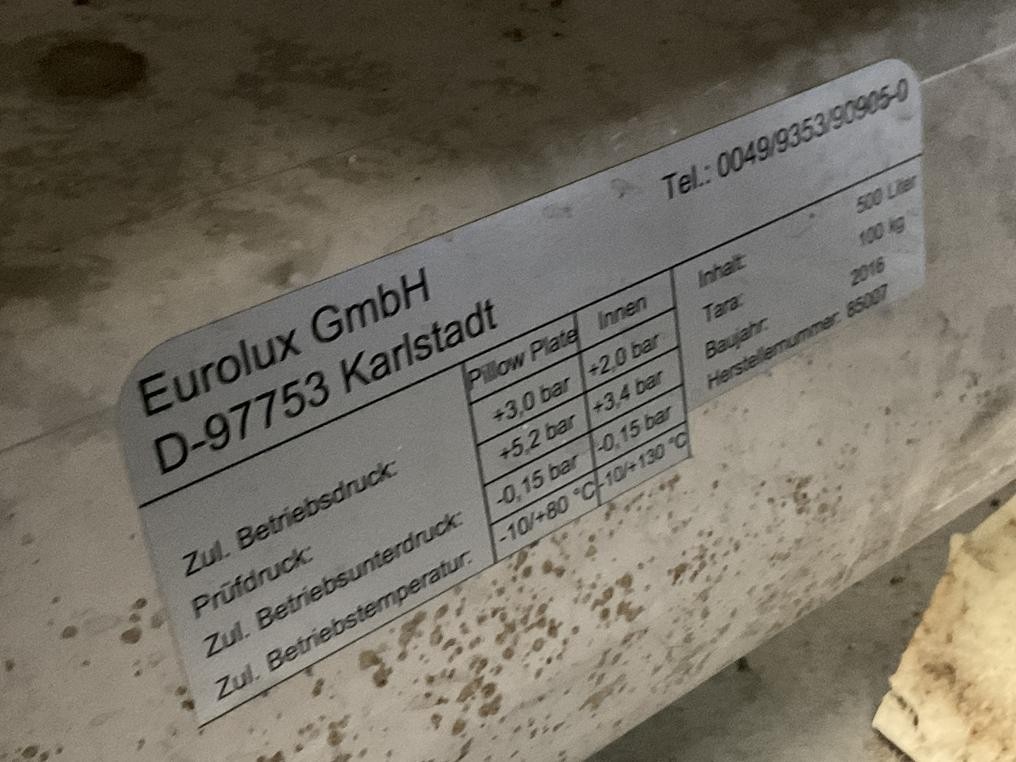 Eurolux GmbH
D-97753 Karlstadt
Tel.: 0049/9353/90905-0
Pillow Plate Innen
Zul. Betriebsdruck: +3,0 bar +2,0 bar
Prüfdruck: +5,2 bar +3,4 bar
Zul. Betriebsunterdruck: -0,15 bar -0,15 bar
Zul. Betriebstemperatur: -10/+80 °C -10/+130 °C
Inhalt: 500 Liter
Tara: 100 kg
Baujahr: 2016
Herstellernummer: 85007